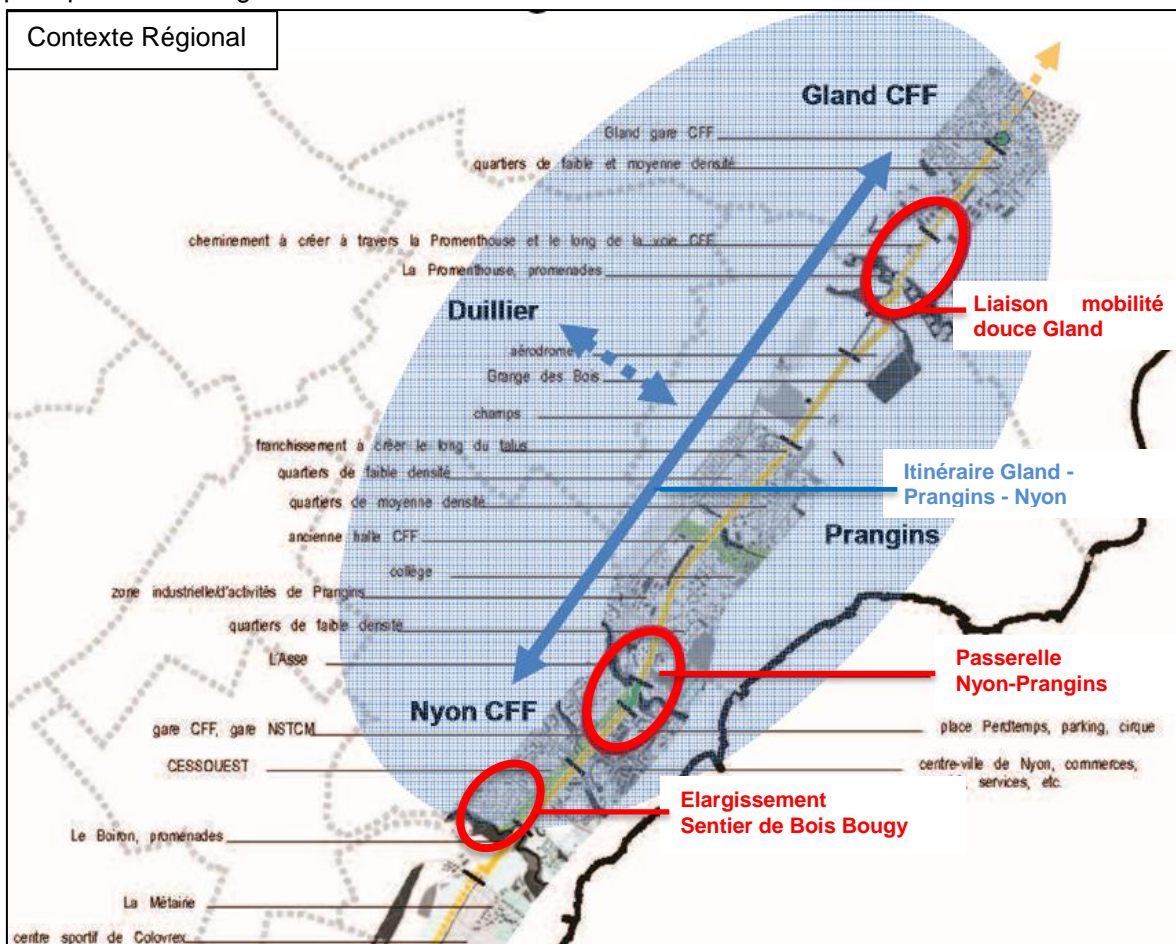 Contexte Régional
Gland CFF
Gland gare CFF
quartiers de faible et moyenne densité
cheminement à créer à travers la Promenthouse et le long de la voie CFF
La Promenthouse, promenades
Liaison mobilité
douce Gland
Duillier
aérodrome
Grange des Bois
champs
franchissement à créer le long du talus
quartiers de faible densité
Itinéraire Gland -
Prangins - Nyon
quartiers de moyenne densité
ancienne halle CFF
Prangins
collège
zone industrielle/d'activités de Prangins
quartiers de faible densité
L'Asse
Passerelle
Nyon-Prangins
Nyon CFF
gare CFF, gare NSTCM
place Perdtemps, parking, cirque
CESSOUEST
centre-ville de Nyon, commerces,
services, etc.
Elargissement
Sentier de Bois Bougy
Le Boiron, promenades
La Métairie
centre sportif de Colovrex